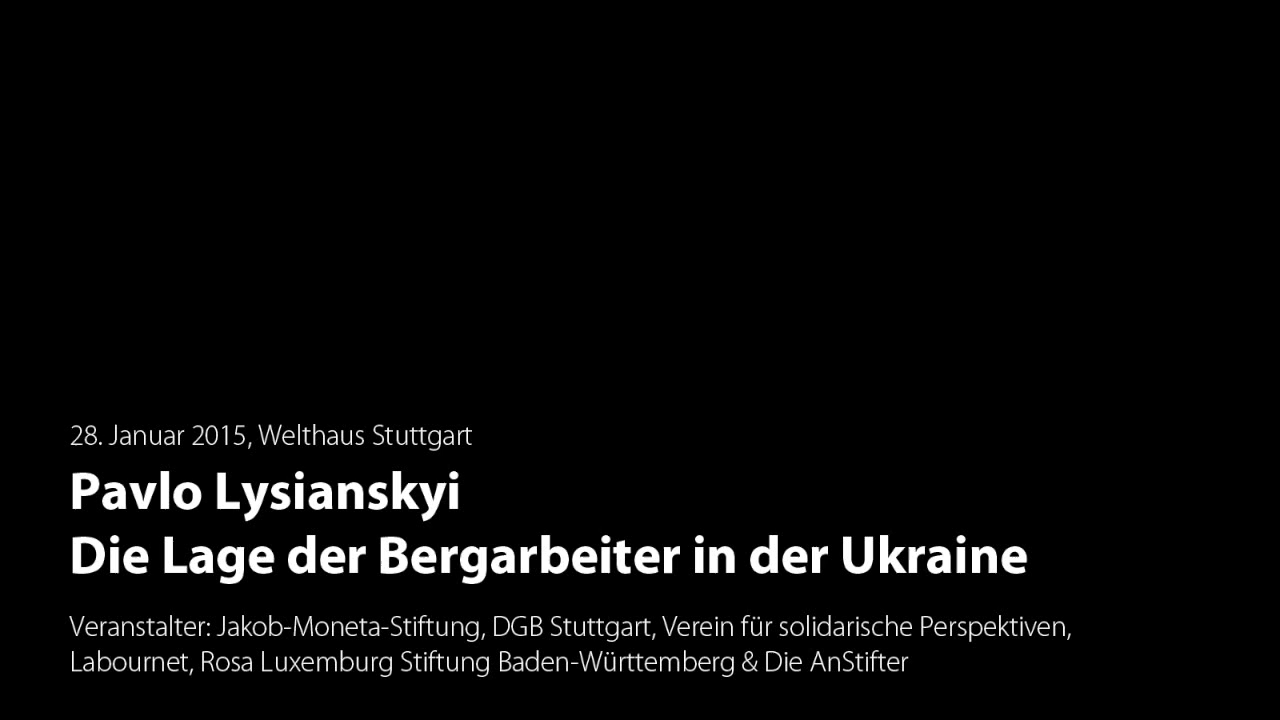 28. Januar 2015, Welthaus Stuttgart
Pavlo Lysianskyi
Die Lage der Bergarbeiter in der Ukraine
Veranstalter: Jakob-Moneta-Stiftung, DGB Stuttgart, Verein für solidarische Perspektiven,
Labournet, Rosa Luxemburg Stiftung Baden-Württemberg & Die AnStifter